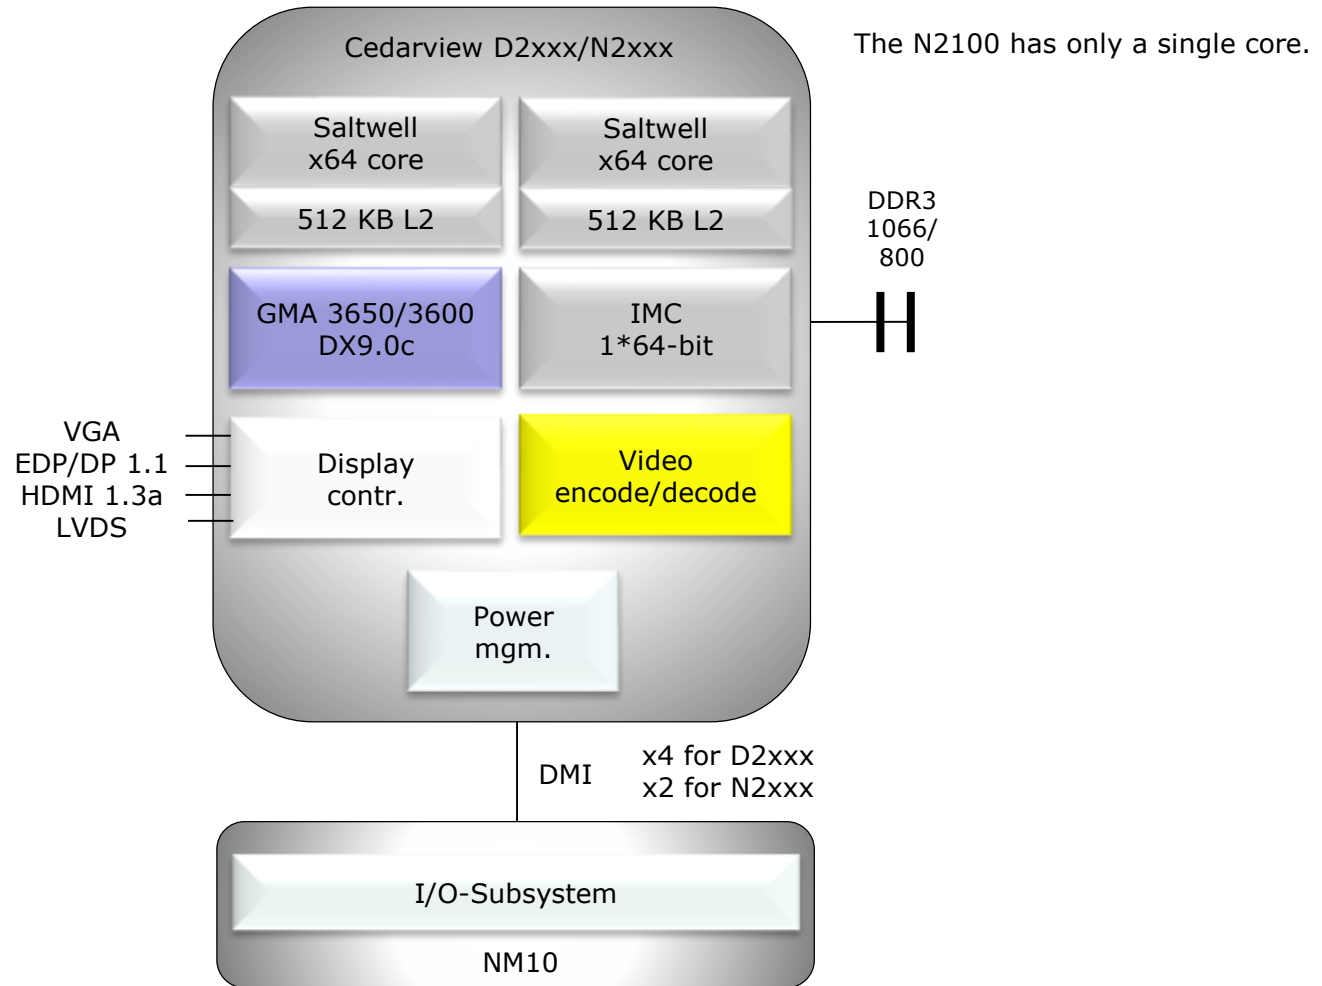 Cedarview D2xxx/N2xxx
The N2100 has only a single core.
Saltwell
x64 core
Saltwell
x64 core
512 KB L2
512 KB L2
DDR3
1066/
800
GMA 3650/3600
DX9.0c
IMC
1*64-bit
VGA
EDP/DP 1.1
HDMI 1.3a
LVDS
Display
contr.
Video
encode/decode
Power
mgm.
DMI
x4 for D2xxx
x2 for N2xxx
I/O-Subsystem
NM10